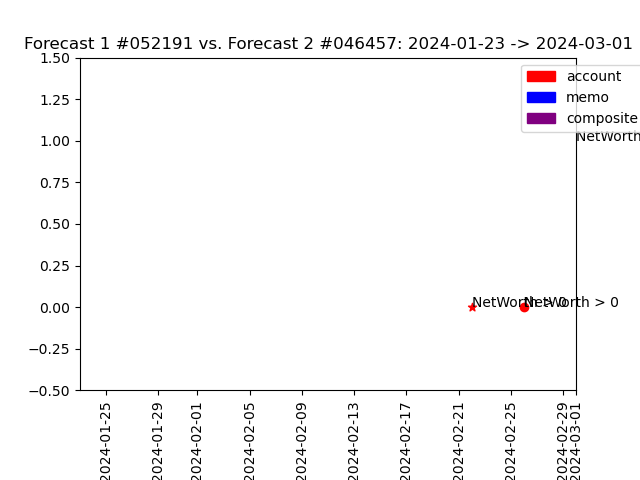 Forecast 1 #052191 vs. Forecast 2 #046457: 2024-01-23 -> 2024-03-01
1.50
1.25
1.00
0.75
0.50
0.25
0.00
−0.25
−0.50
account
memo
composite
NetWorth
NetWorth > 0
NetWorth > 0
2024-01-25
2024-01-29
2024-02-01
2024-02-05
2024-02-09
2024-02-13
2024-02-17
2024-02-21
2024-02-25
2024-02-29
2024-03-01